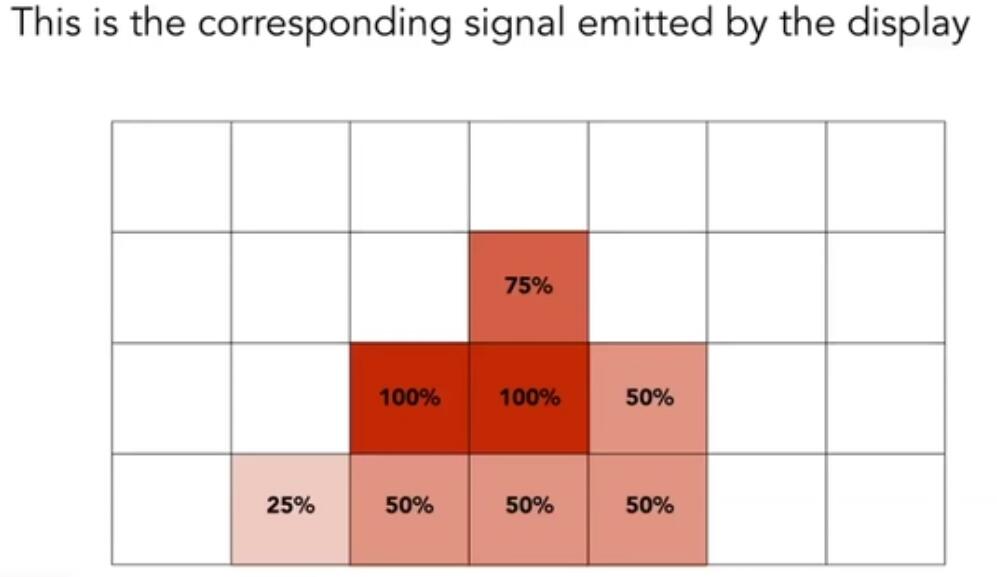 This is the corresponding signal emitted by the display
75%
100% 100% 50%
25% 50% 50% 50%